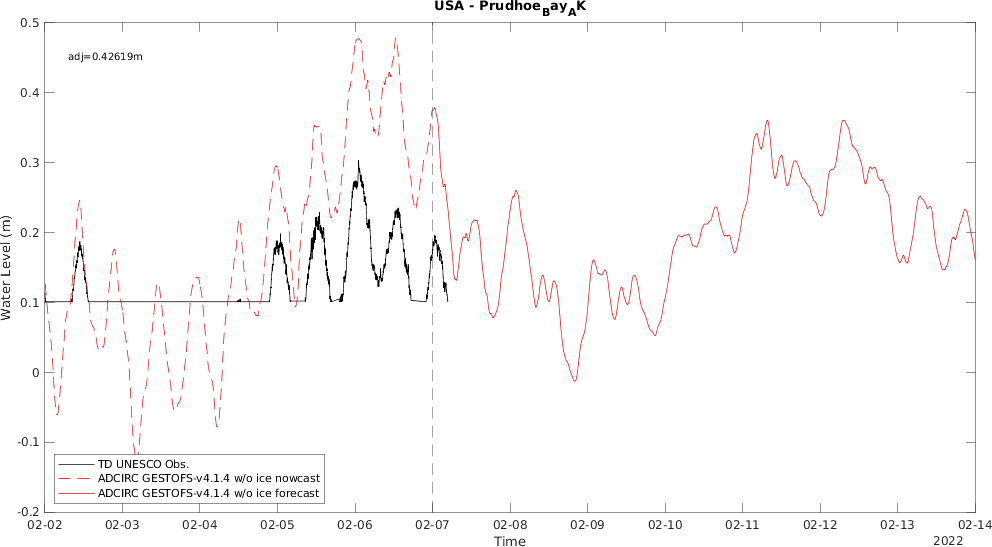 USA - Prudhoe_Bay_AK
adj=0.42619m
Water Level (m)
0.5
0.4
0.3
0.2
0.1
0
-0.1
-0.2
TD UNESCO Obs.
ADCIRC GESTOFS-v4.1.4 w/o ice nowcast
ADCIRC GESTOFS-v4.1.4 w/o ice forecast
02-02 02-03 02-04 02-05 02-06 02-07 02-08 02-09 02-10 02-11 02-12 02-13 02-14
Time
2022